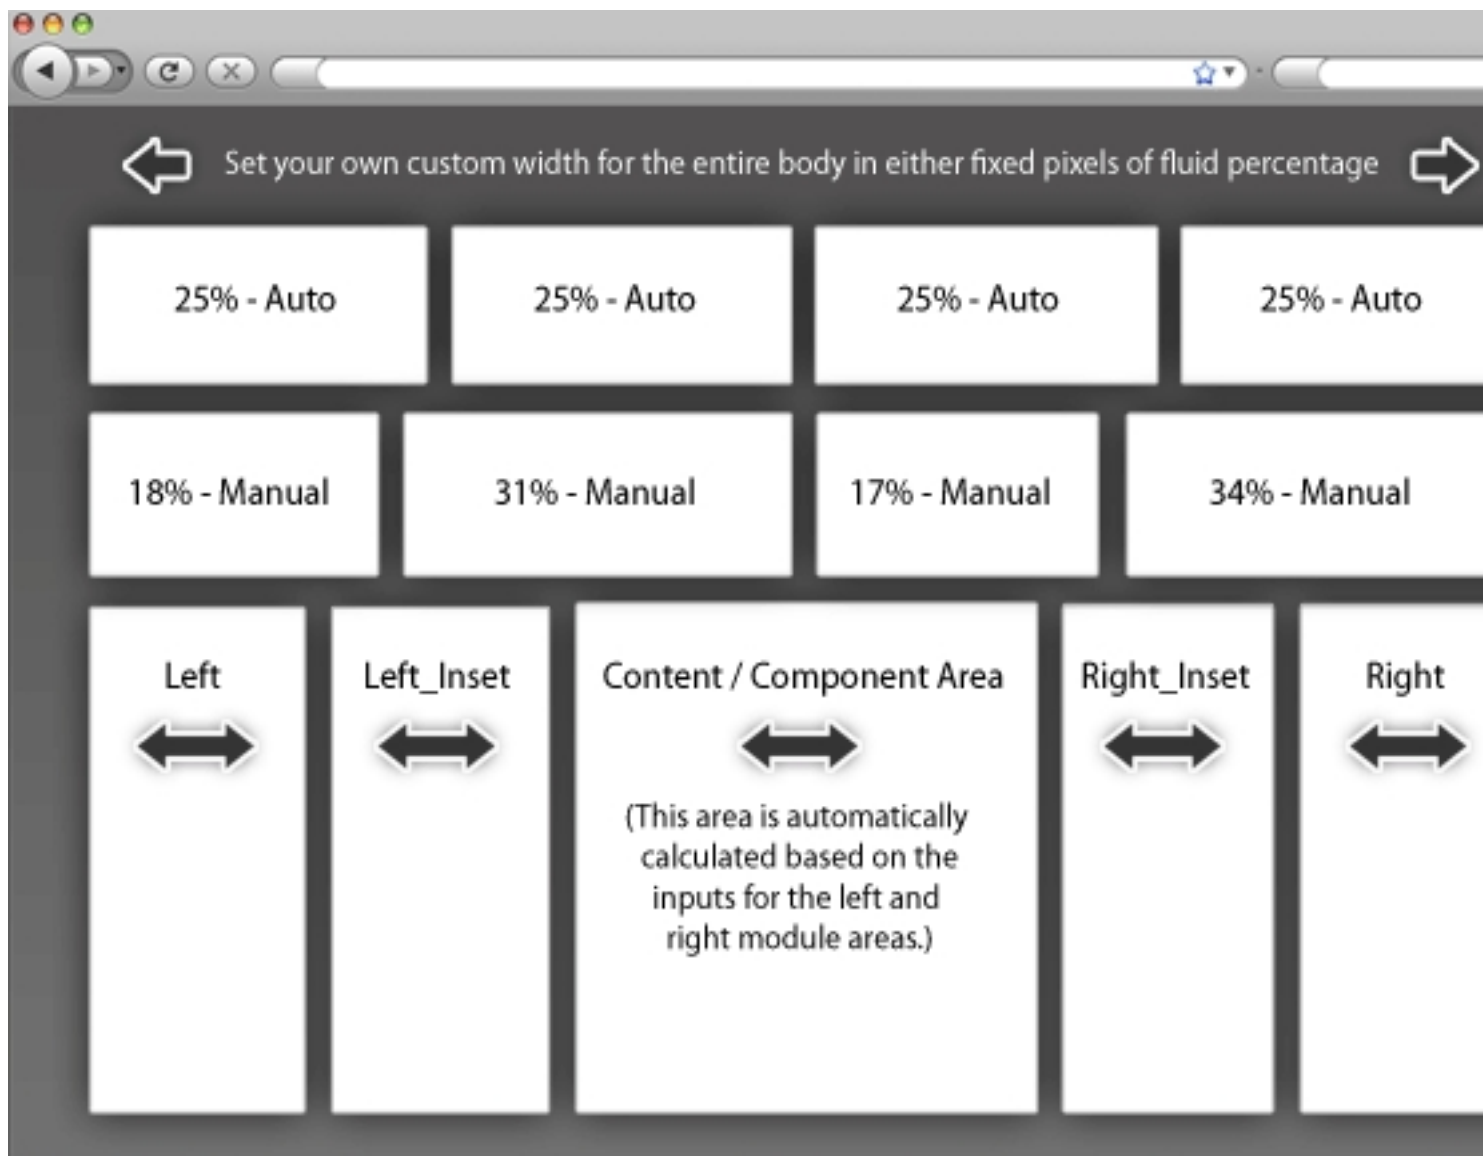 Set your own custom width for the entire body in either fixed pixels of fluid percentage
25% - Auto
25% - Auto
25% - Auto
25% - Auto
18% - Manual
31% - Manual
17% - Manual
34% - Manual
Left
Left_Inset
Content / Component Area
Right_Inset
Right
(This area is automatically
calculated based on the
inputs for the left and
right module areas.)